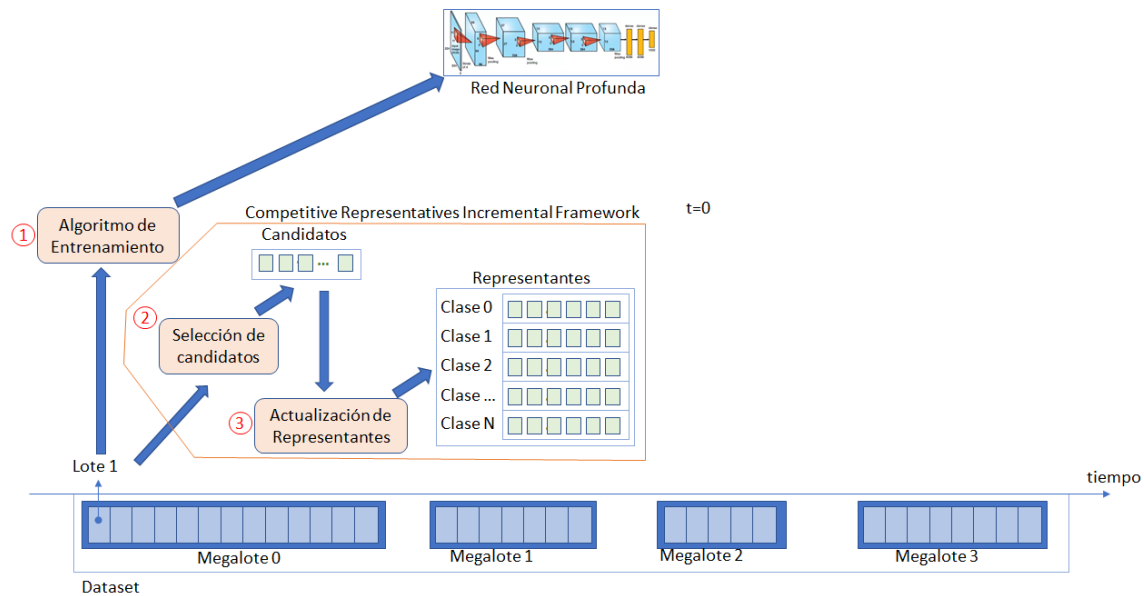 Red Neuronal Profunda
Competitive Representatives Incremental Framework
t=0
1
Algoritmo de
Entrenamiento
Candidatos
...
2
Selección de
candidatos
3
Actualización de
Representantes
Representantes
Clase 0
Clase 1
Clase 2
Clase ...
Clase N
Lote 1
tiempo
Megalote 0
Megalote 1
Megalote 2
Megalote 3
Dataset